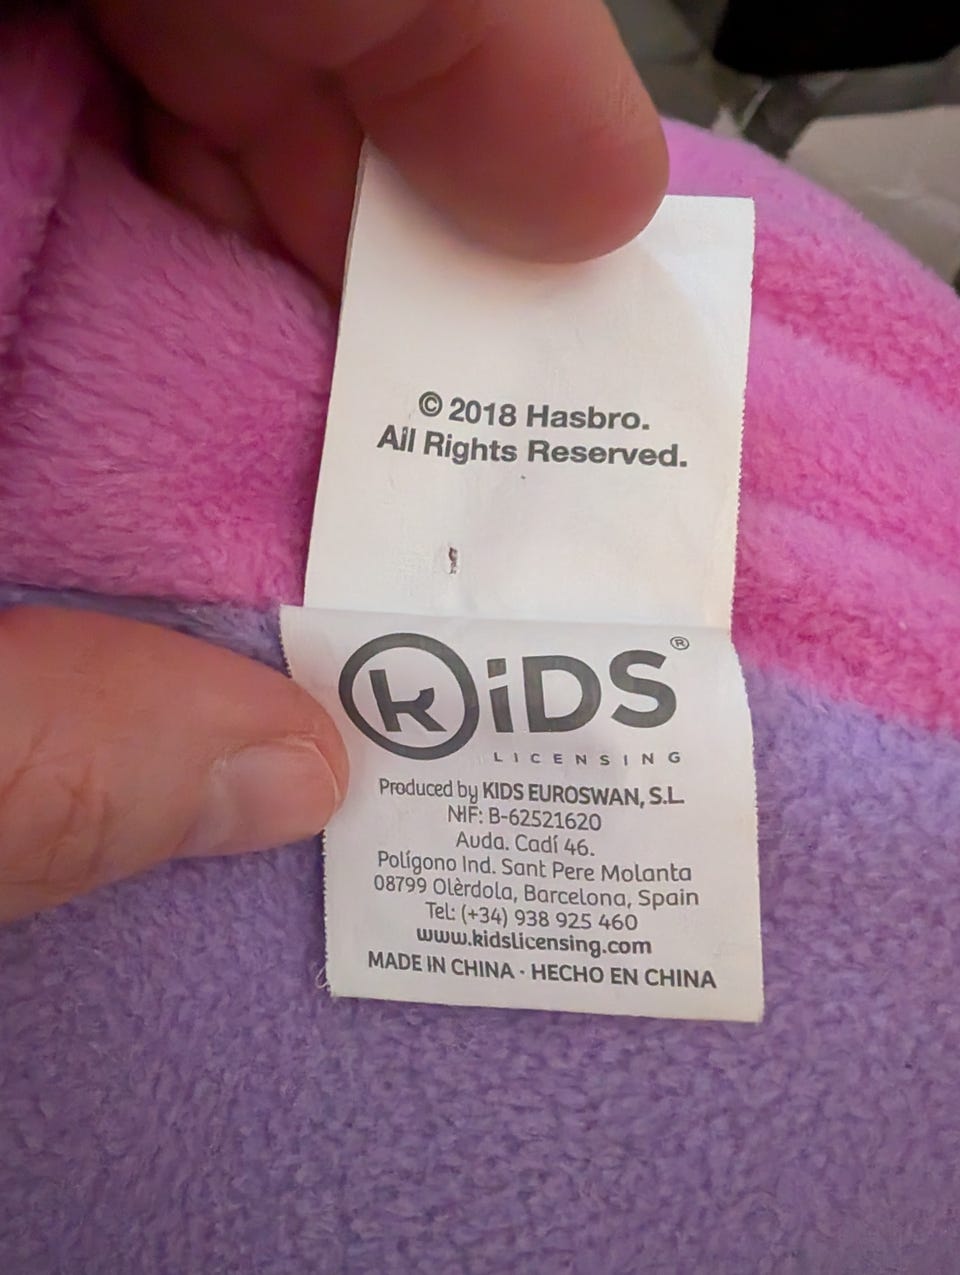 © 2018 Hasbro.
All Rights Reserved.
KiDS®
LICENSING
Produced by KIDS EUROSWAN, S.L.
NIF: B-62521620
Auda. Cadí 46.
Polígono Ind. Sant Pere Molanta
08799 Olèrdola, Barcelona, Spain
Tel: (+34) 938 925 460
www.kidslicensing.com
MADE IN CHINA · HECHO EN CHINA